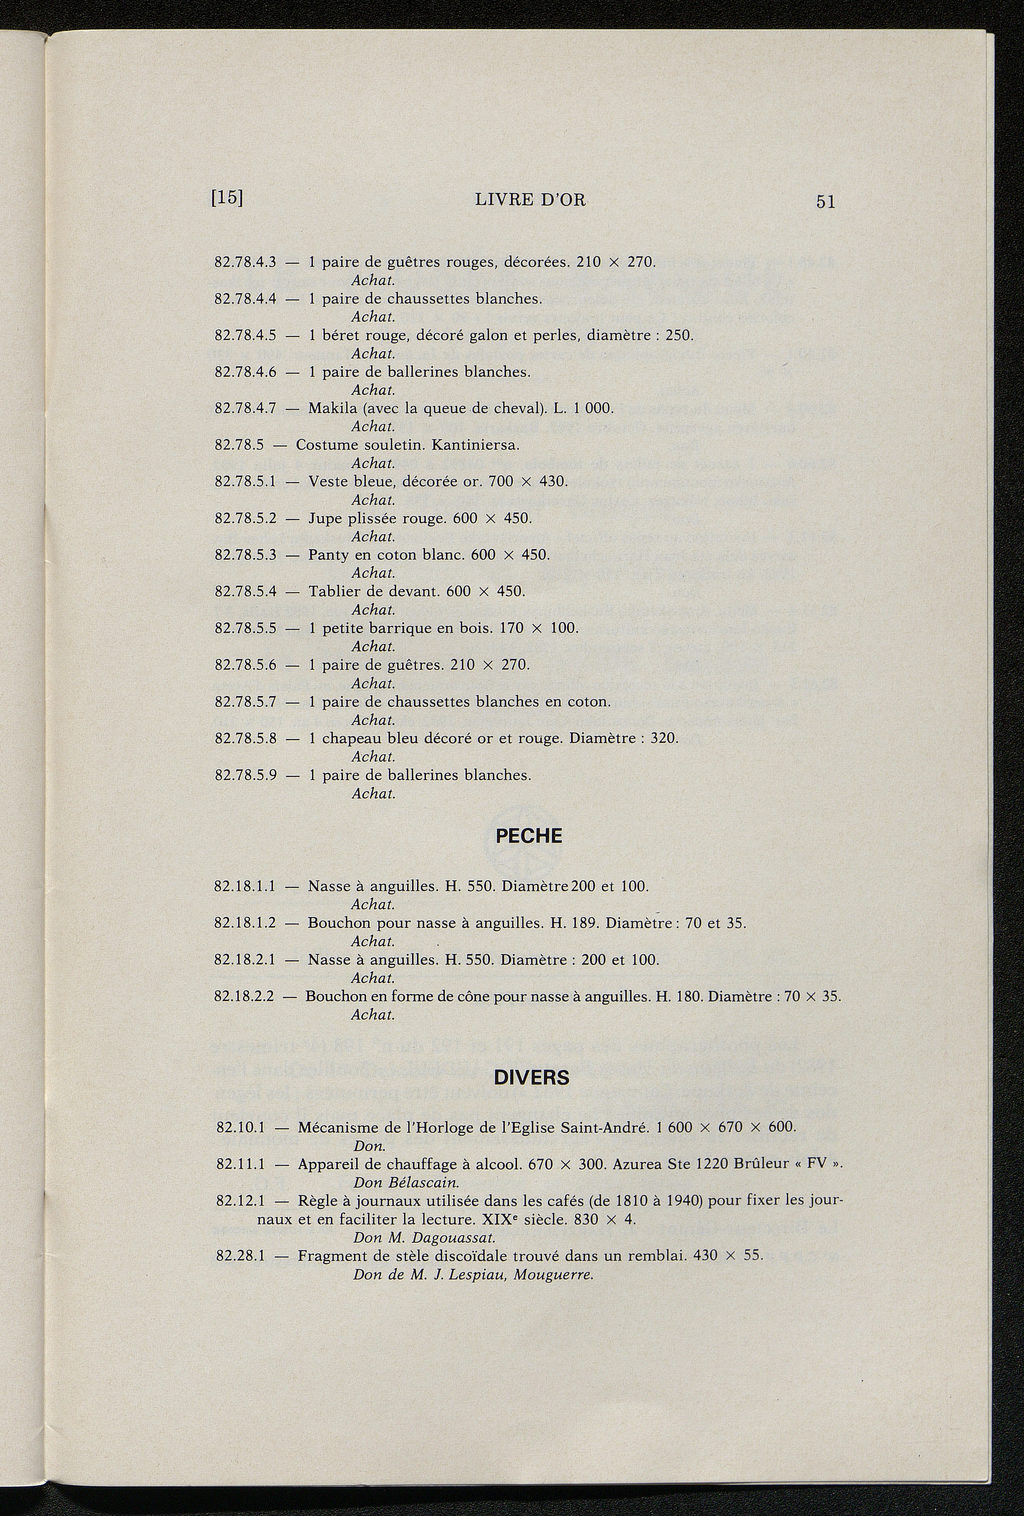 [15] LIVRE D'OR 51
82.78.4.3 — 1 paire de guêtres rouges, décorées. 210 × 270.
Achat.
82.78.4.4 — 1 paire de chaussettes blanches.
Achat.
82.78.4.5 — 1 béret rouge, décoré galon et perles, diamètre : 250.
Achat.
82.78.4.6 — 1 paire de ballerines blanches.
Achat.
82.78.4.7 — Makila (avec la queue de cheval). L. 1 000.
Achat.
82.78.5 — Costume souletin. Kantiniersa.
Achat.
82.78.5.1 — Veste bleue, décorée or. 700 × 430.
Achat.
82.78.5.2 — Jupe plissée rouge. 600 × 450.
Achat.
82.78.5.3 — Panty en coton blanc. 600 × 450.
Achat.
82.78.5.4 — Tablier de devant. 600 × 450.
Achat.
82.78.5.5 — 1 petite barrique en bois. 170 × 100.
Achat.
82.78.5.6 — 1 paire de guêtres. 210 × 270.
Achat.
82.78.5.7 — 1 paire de chaussettes blanches en coton.
Achat.
82.78.5.8 — 1 chapeau bleu décoré or et rouge. Diamètre : 320.
Achat.
82.78.5.9 — 1 paire de ballerines blanches.
Achat.
PECHE
82.18.1.1 — Nasse à anguilles. H. 550. Diamètre 200 et 100.
Achat.
82.18.1.2 — Bouchon pour nasse à anguilles. H. 189. Diamètre : 70 et 35.
Achat.
82.18.2.1 — Nasse à anguilles. H. 550. Diamètre : 200 et 100.
Achat.
82.18.2.2 — Bouchon en forme de cône pour nasse à anguilles. H. 180. Diamètre : 70 × 35.
Achat.
DIVERS
82.10.1 — Mécanisme de l'Horloge de l'Eglise Saint-André. 1 600 × 670 × 600.
Don.
82.11.1 — Appareil de chauffage à alcool. 670 × 300. Azurea Ste 1220 Brûleur « FV ».
Don Bélascain.
82.12.1 — Règle à journaux utilisée dans les cafés (de 1810 à 1940) pour fixer les jour-
naux et en faciliter la lecture. XIXe siècle. 830 × 4.
Don M. Dagouassat.
82.28.1 — Fragment de stèle discoïdale trouvé dans un remblai. 430 × 55.
Don de M. J. Lespiau, Mouguerre.